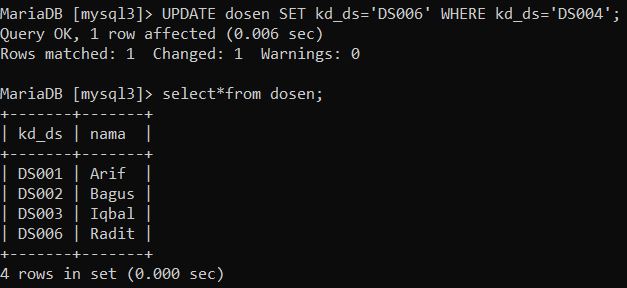 MariaDB [mysql3]> UPDATE dosen SET kd_ds='DS006' WHERE kd_ds='DS004';
Query OK, 1 row affected (0.006 sec)
Rows matched: 1  Changed: 1  Warnings: 0

MariaDB [mysql3]> select*from dosen;
+-------+-------+
| kd_ds | nama  |
+-------+-------+
| DS001 | Arif  |
| DS002 | Bagus |
| DS003 | Iqbal |
| DS006 | Radit |
+-------+-------+
4 rows in set (0.000 sec)